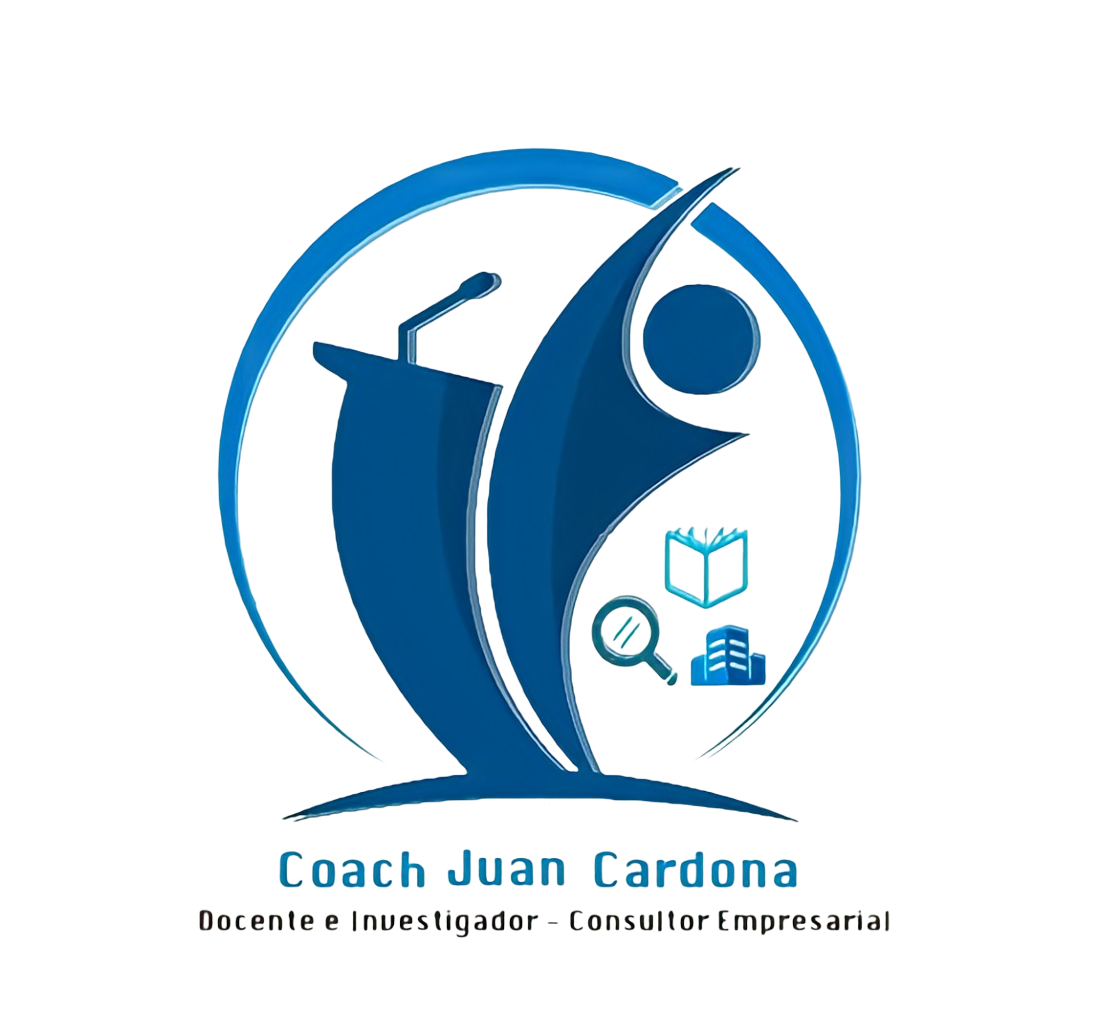 Coach Juan Cardona
Docente e Investigador - Consultor Empresarial